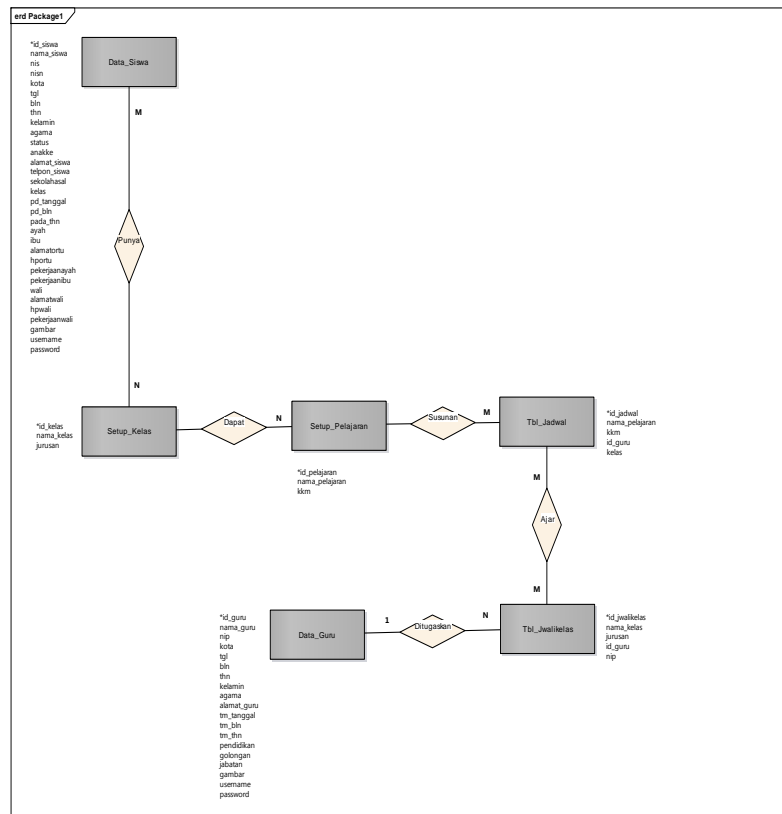 erd Package1
*id_siswa
nama_siswa
nis
nisn
kota
tgl
bln
thn
kelamin
agama
status
anakke
alamat_siswa
telpon_siswa
sekolahasal
kelas
pd_tanggal
pd_bln
pada_thn
ayah
ibu
alamatortu
hportu
pekerjaanayah
pekerjaanibu
wali
alamatwali
hpwali
pekerjaanwali
gambar
username
password
Data_Siswa
M
Punya
N
*id_kelas
nama_kelas
jurusan
Setup_Kelas
Dapat
N
Setup_Pelajaran
*id_pelajaran
nama_pelajaran
kkm
Susunan
M
Tbl_Jadwal
*id_jadwal
nama_pelajaran
kkm
id_guru
kelas
M
Ajar
M
*id_guru
nama_guru
nip
kota
tgl
bln
thn
kelamin
agama
alamat_guru
tm_tanggal
tm_bln
tm_thn
pendidikan
golongan
jabatan
gambar
username
password
Data_Guru
1
Ditugaskan
N
Tbl_Jwalikelas
*id_jwalikelas
nama_kelas
jurusan
id_guru
nip